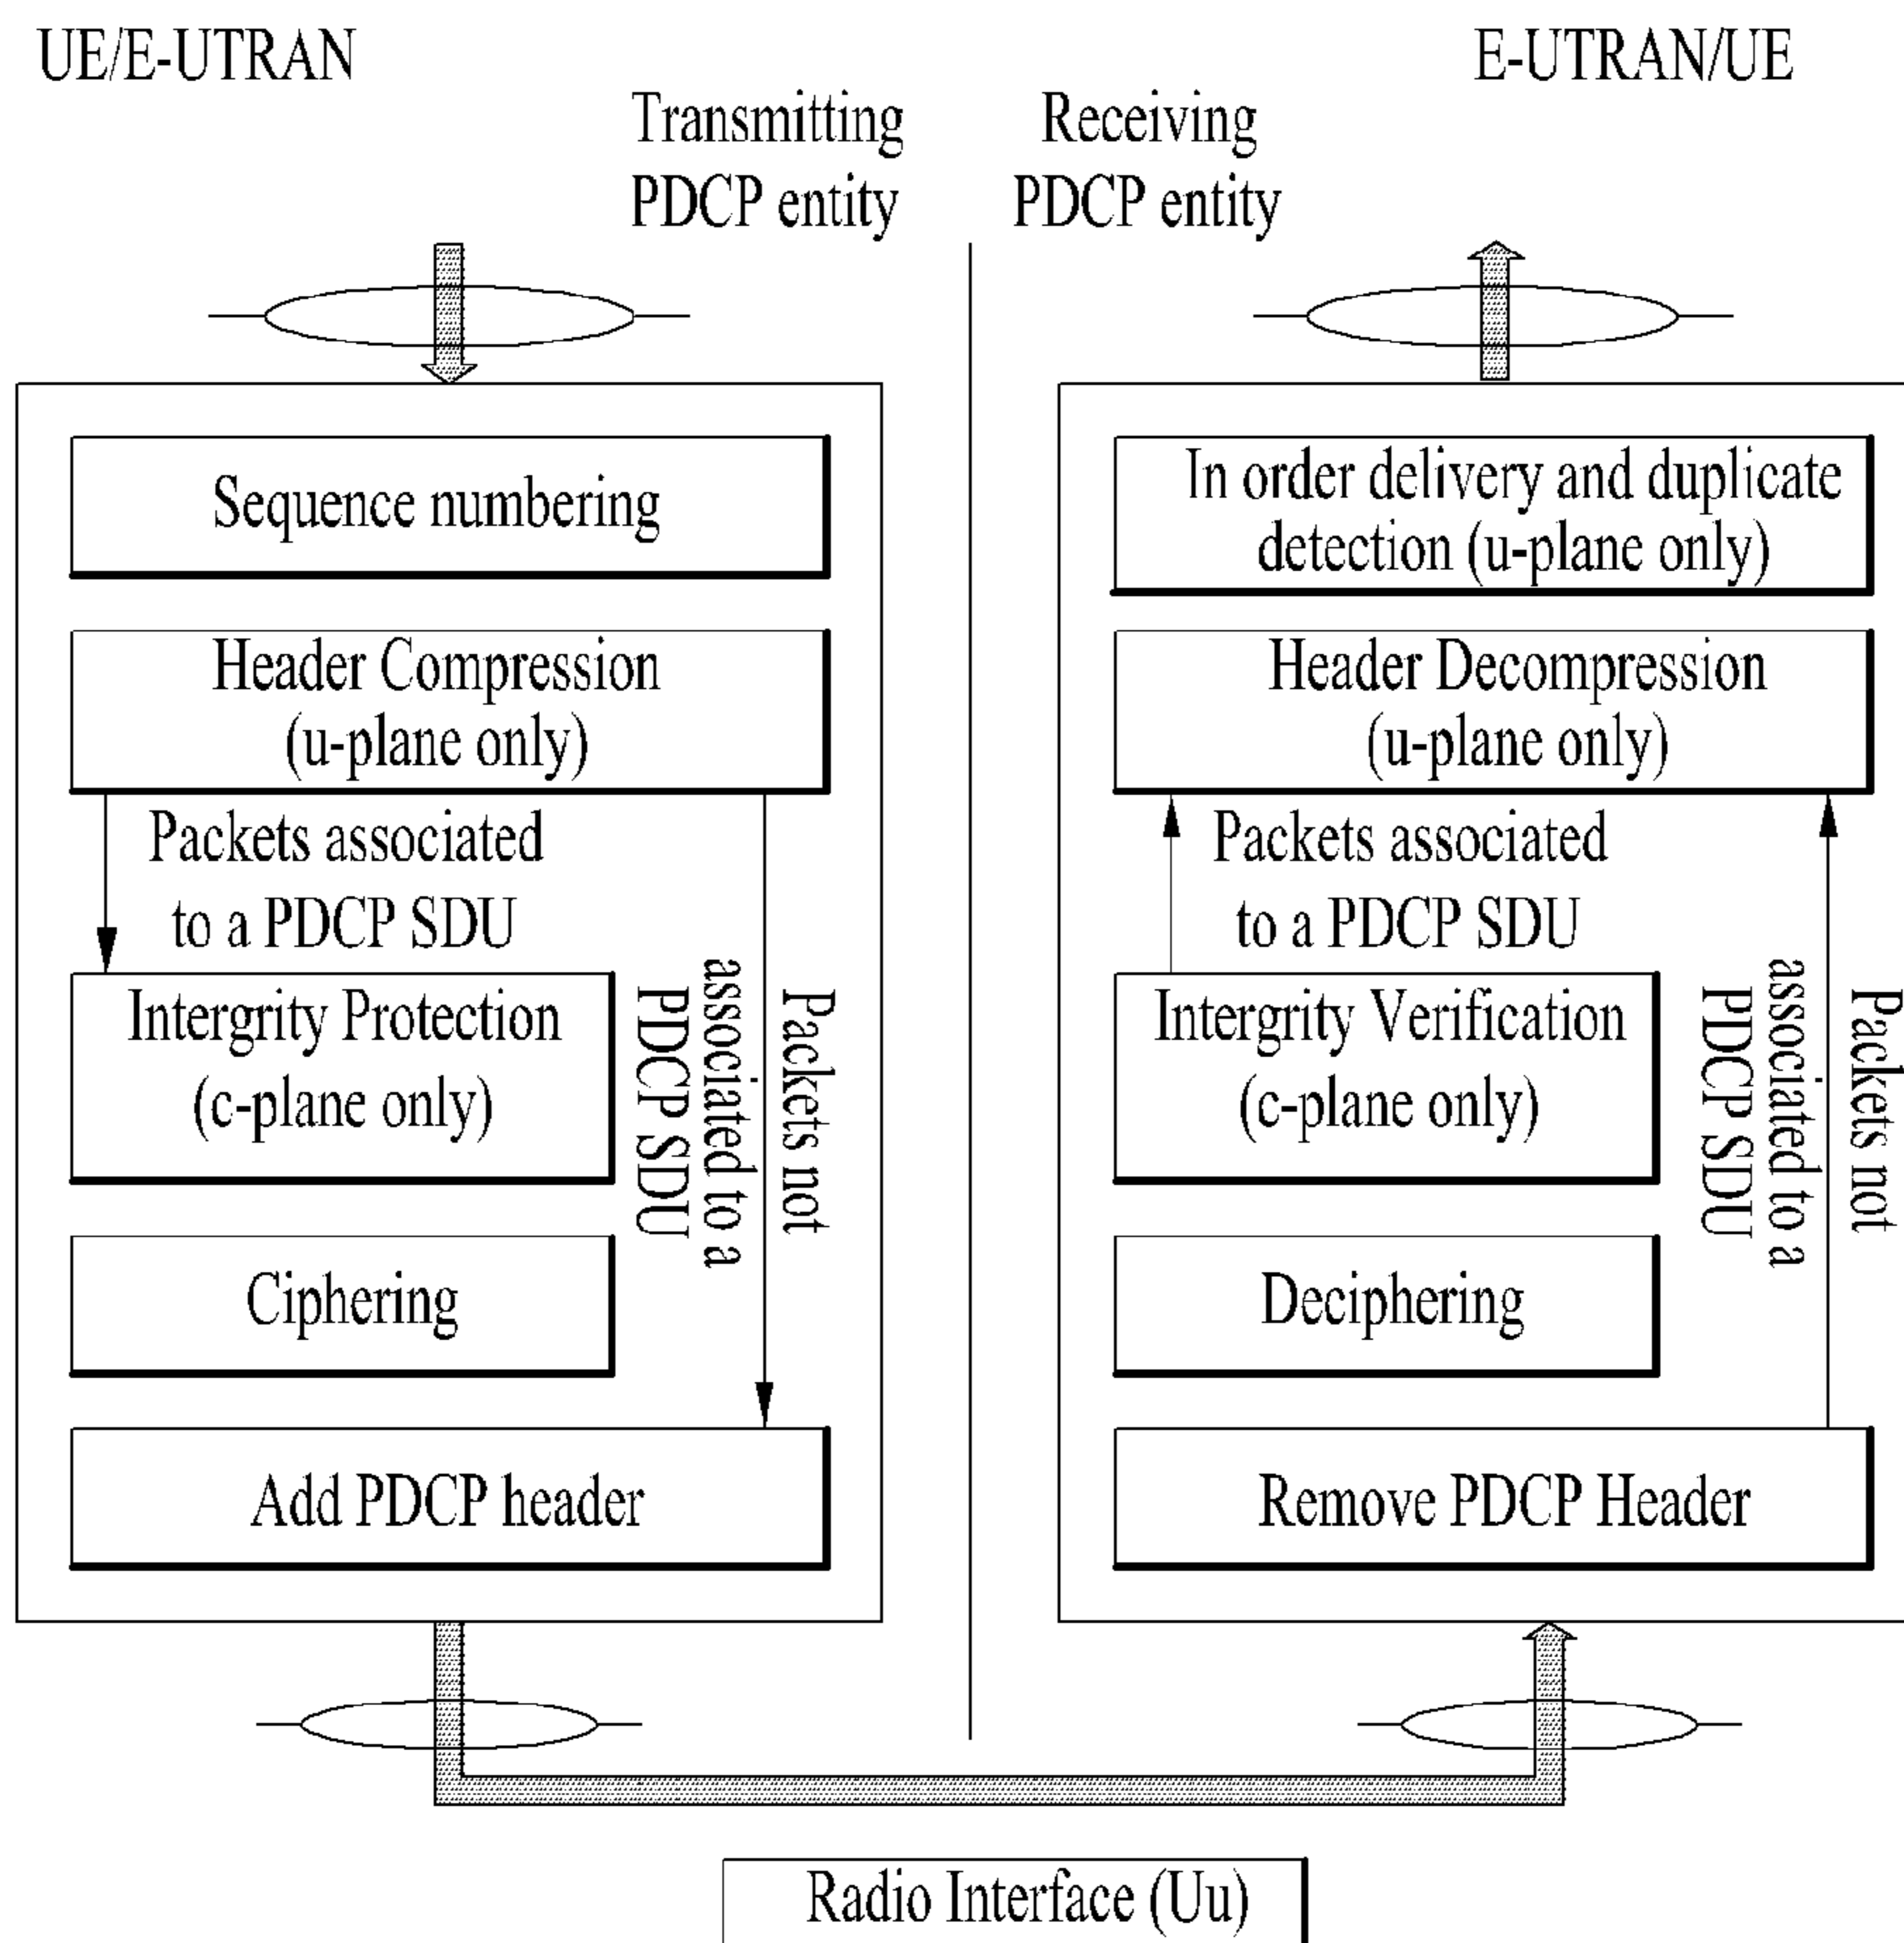 UE/E-UTRAN
E-UTRAN/UE
Transmitting
PDCP entity
Receiving
PDCP entity
Sequence numbering
Header Compression
(u-plane only)
Packets associated
to a PDCP SDU
Packets not
associated to a
PDCP SDU
Intergrity Protection
(c-plane only)
Ciphering
Add PDCP header
In order delivery and duplicate
detection (u-plane only)
Header Decompression
(u-plane only)
Packets associated
to a PDCP SDU
Packets not
associated to a
PDCP SDU
Intergrity Verification
(c-plane only)
Deciphering
Remove PDCP Header
Radio Interface (Uu)